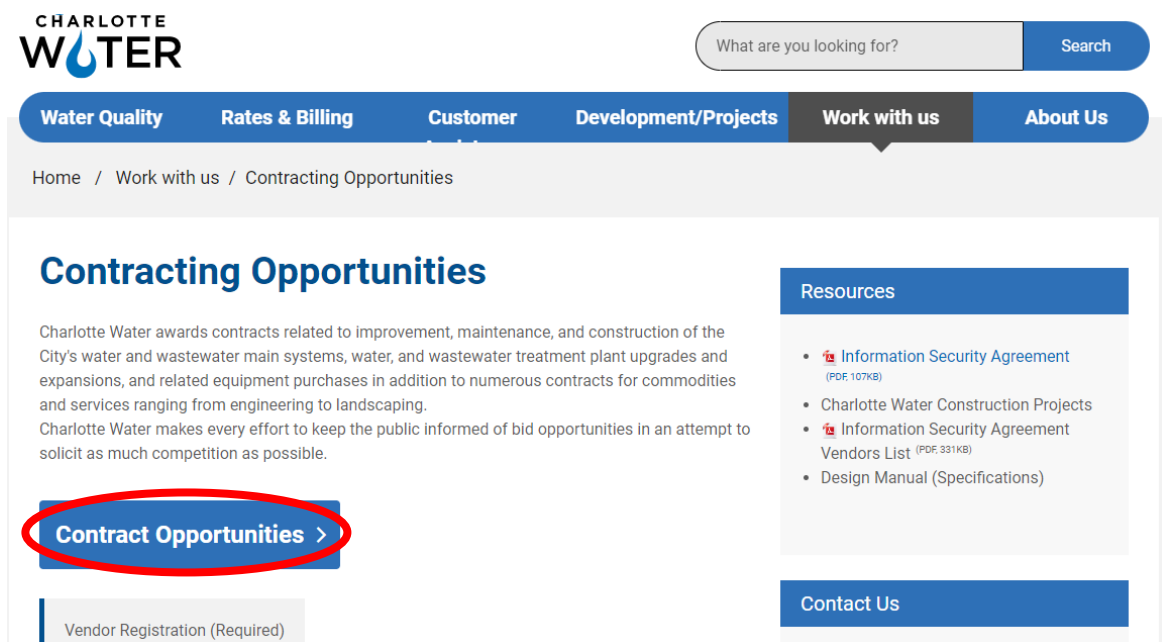 CHARLOTTE
WATER
What are you looking for?
Search
Water Quality
Rates & Billing
Customer
Development/Projects
Work with us
About Us
Home / Work with us / Contracting Opportunities
Contracting Opportunities
Charlotte Water awards contracts related to improvement, maintenance, and construction of the
City's water and wastewater main systems, water, and wastewater treatment plant upgrades and
expansions, and related equipment purchases in addition to numerous contracts for commodities
and services ranging from engineering to landscaping.
Charlotte Water makes every effort to keep the public informed of bid opportunities in an attempt to
solicit as much competition as possible.
Contract Opportunities >
Vendor Registration (Required)
Resources
• Information Security Agreement
(PDF, 107KB)
• Charlotte Water Construction Projects
• Information Security Agreement
Vendors List (PDF, 331KB)
• Design Manual (Specifications)
Contact Us